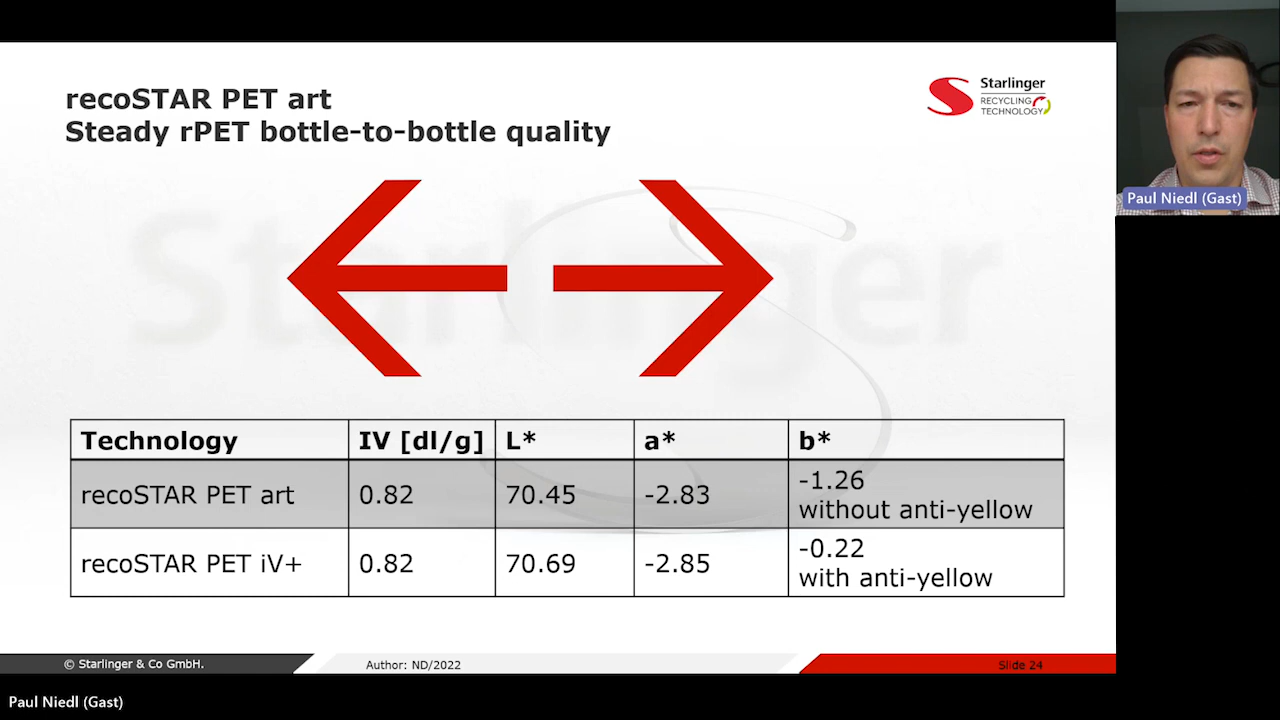 recoSTAR PET art
Steady rPET bottle-to-bottle quality
Starlinger
RECYCLING
TECHNOLOGY
Paul Niedl (Gast)
Starlinger
Technology IV [dl/g] L* a* b*
recoSTAR PET art 0.82 70.45 -2.83 -1.26
without anti-yellow
recoSTAR PET iV+ 0.82 70.69 -2.85 -0.22
with anti-yellow
© Starlinger & Co GmbH. Author: ND/2022 Slide 24
Paul Niedl (Gast)